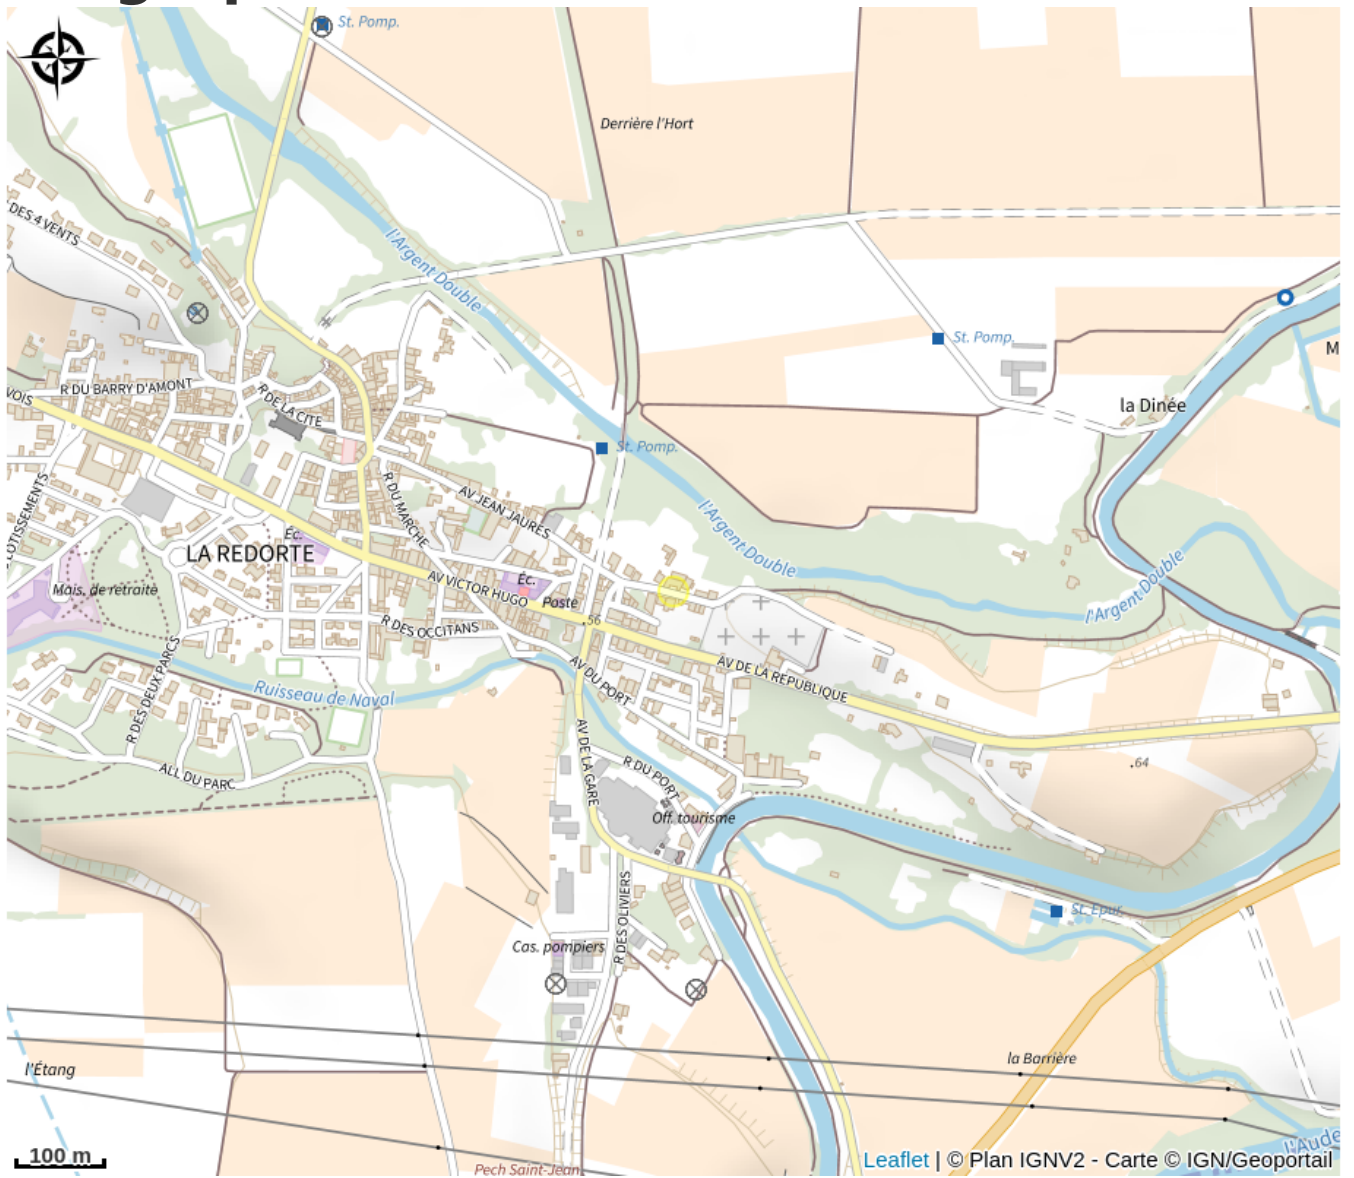 St. Pomp.
Derrière l'Hort
DES 4 VENTS
l'Argent Double
St. Pomp.
M
la Dinée
R DU BARRY D'AMONT
VOIS
R DE LA CITE
St. Pomp.
R DU MARCHE
AV JEAN JAURES
l'Argent Double
LOTISSEMENTS
Éc.
LA REDORTE
Mais. de retraite
AV VICTOR HUGO
Éc.
Poste
.56
l'Argent Double
R DES OCCITANS
R DES DEUX PARCS
AV DU PORT
AV DE LA REPUBLIQUE
Ruisseau de Naval
ALL DU PARC
AV DE LA GARE
R DU PORT
.64
Off. tourisme
St. Epur.
R DES OLIVIERS
Cas. pompiers
l'Étang
la Barrière
l'Aude
100 m
Pech Saint-Jean
Leaflet | © Plan IGNV2 - Carte © IGN/Geoportail